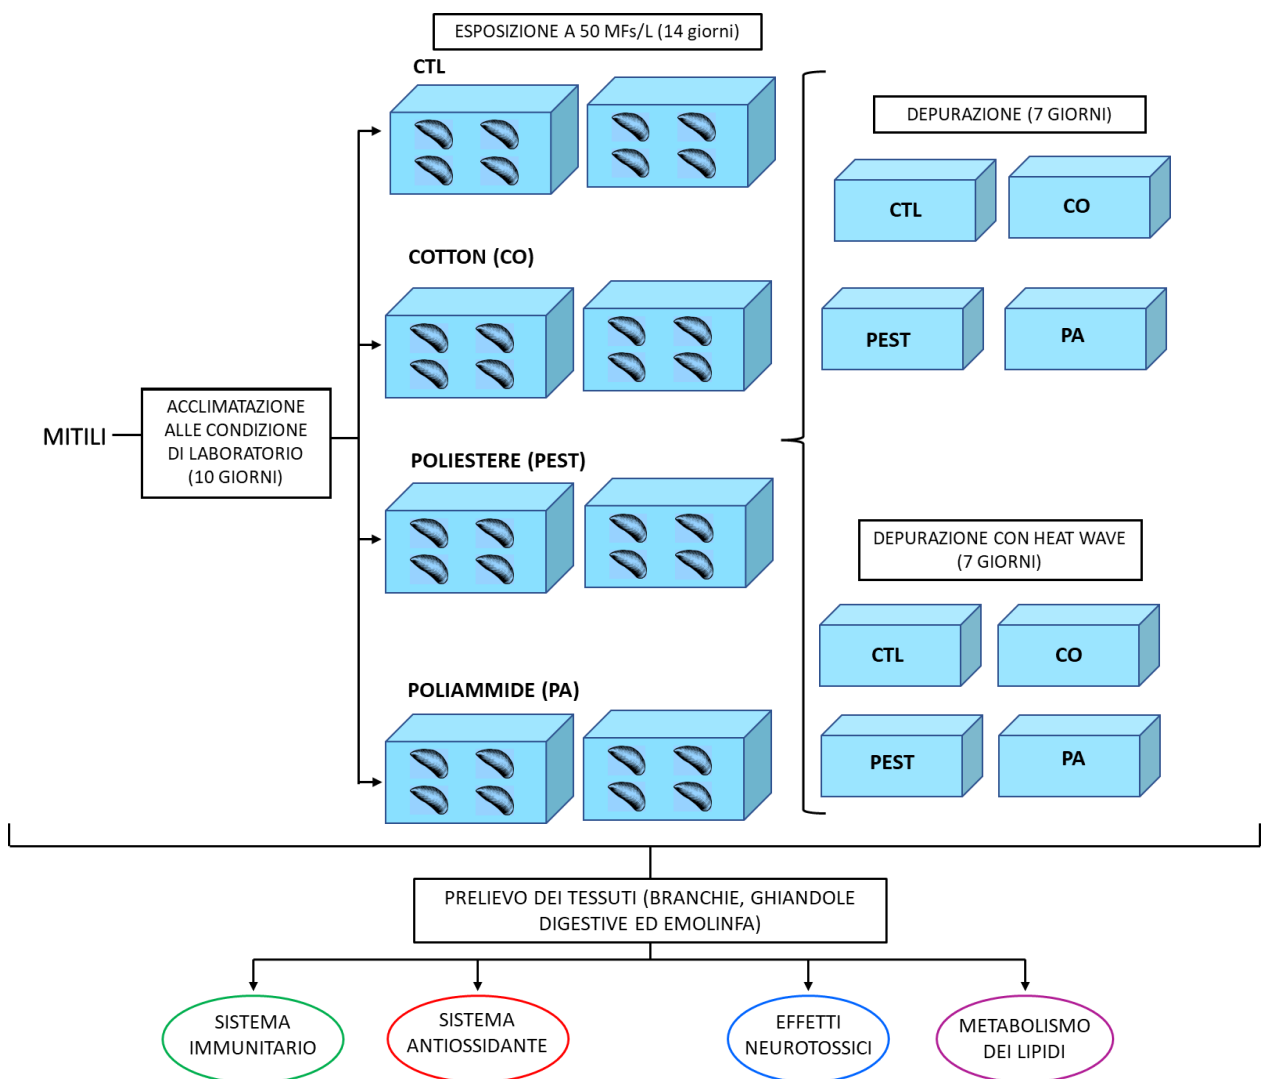 ESPOSIZIONE A 50 MFs/L (14 giorni)
CTL
DEPURAZIONE (7 GIORNI)
CTL
CO
COTTON (CO)
PEST
PA
MITILI
ACCLIMATAZIONE
ALLE CONDIZIONE
DI LABORATORIO
(10 GIORNI)
POLIESTERE (PEST)
DEPURAZIONE CON HEAT WAVE
(7 GIORNI)
CTL
CO
POLIAMMIDE (PA)
PEST
PA
PRELIEVO DEI TESSUTI (BRANCHIE, GHIANDOLE
DIGESTIVE ED EMOLINFA)
SISTEMA
IMMUNITARIO
SISTEMA
ANTIOSSIDANTE
EFFETTI
NEUROTOSSICI
METABOLISMO
DEI LIPIDI